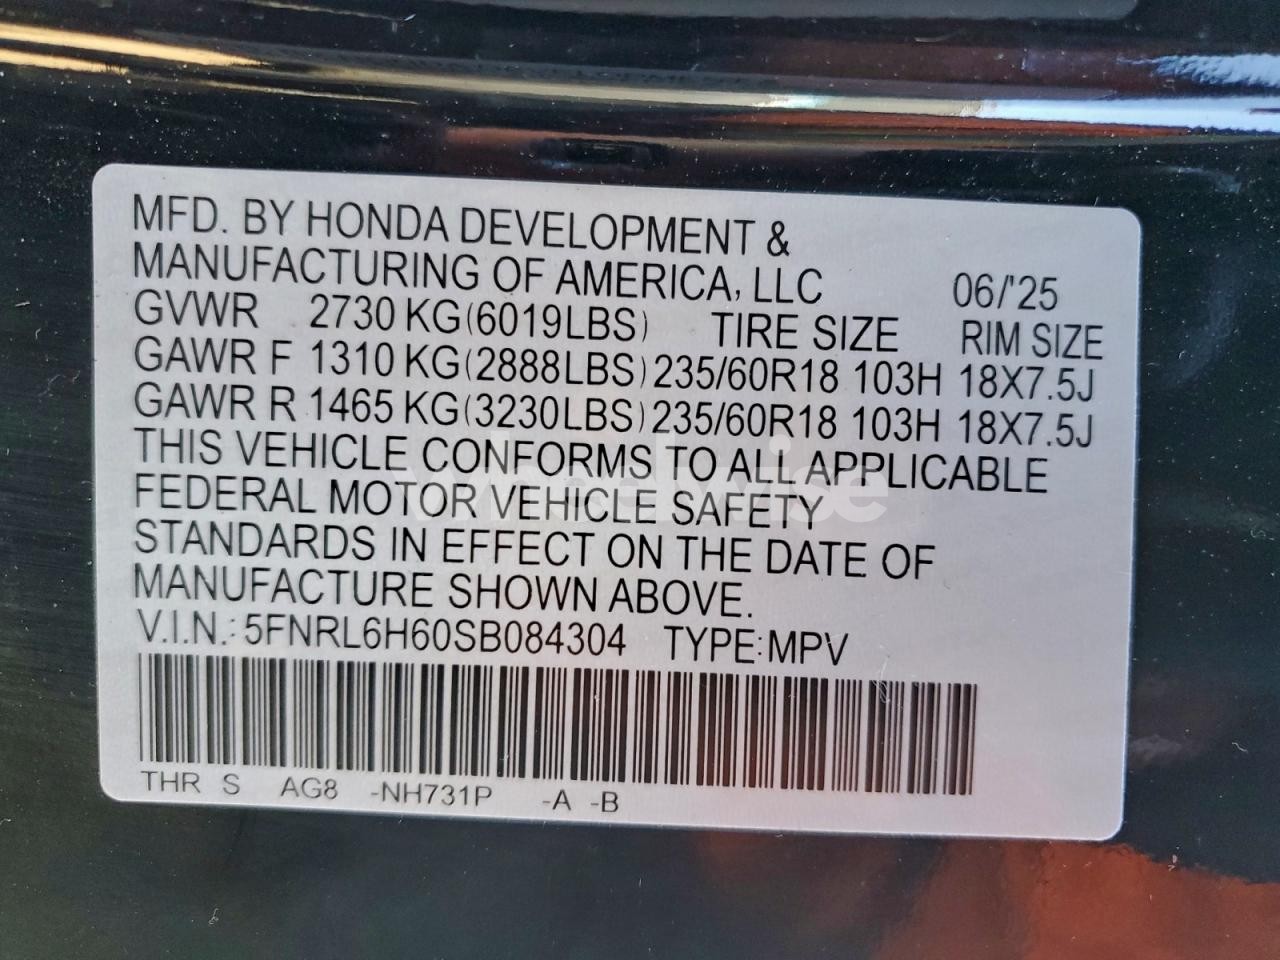 MFD. BY HONDA DEVELOPMENT &
MANUFACTURING OF AMERICA, LLC 06/'25
GVWR 2730 KG(6019LBS) TIRE SIZE RIM SIZE
GAWR F 1310 KG(2888LBS) 235/60R18 103H 18X7.5J
GAWR R 1465 KG(3230LBS) 235/60R18 103H 18X7.5J
THIS VEHICLE CONFORMS TO ALL APPLICABLE
FEDERAL MOTOR VEHICLE SAFETY
STANDARDS IN EFFECT ON THE DATE OF
MANUFACTURE SHOWN ABOVE.
V.I.N.: 5FNRL6H60SB084304 TYPE:MPV
THR S AG8 -NH731P -A -B
wheelwise